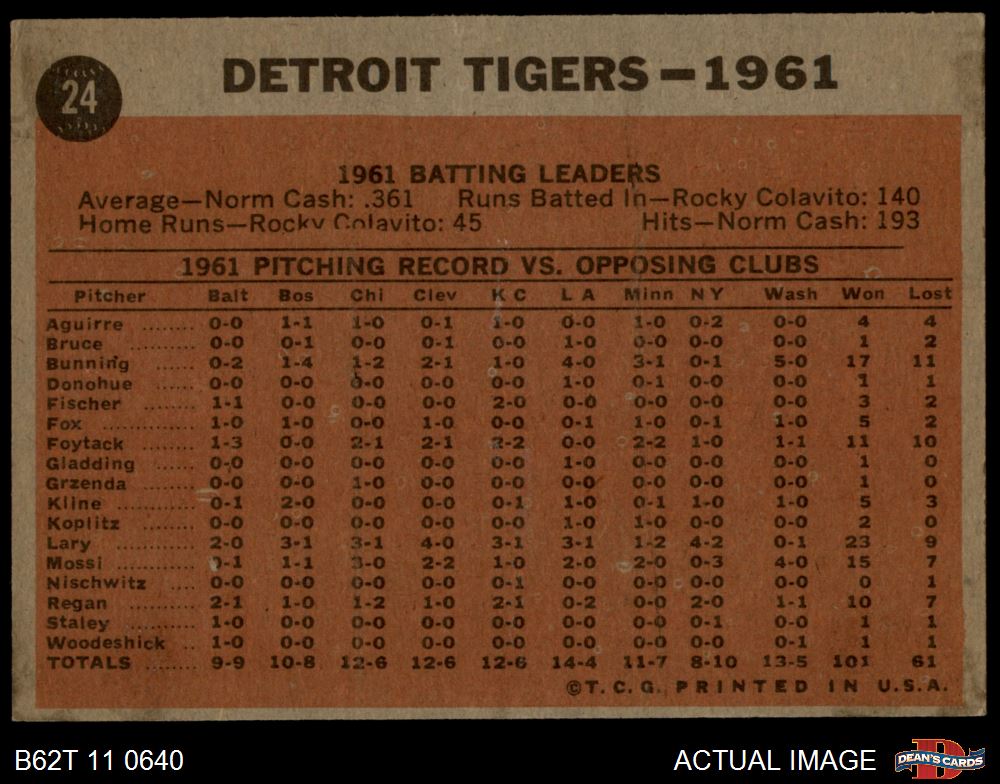 24
DETROIT TIGERS—1961
1961 BATTING LEADERS
Average—Norm Cash: .361 Runs Batted In—Rocky Colavito: 140
Home Runs—Rocky Colavito: 45 Hits—Norm Cash: 193
1961 PITCHING RECORD VS. OPPOSING CLUBS
Pitcher Balt Bos Chi Clev K C L A Minn N Y Wash Won Lost
Aguirre ........ 0-0 1-1 1-0 0-1 1-0 0-0 1-0 0-2 0-0 4 4
Bruce .......... 0-0 0-1 0-0 0-1 0-0 1-0 0-0 0-0 0-0 1 2
Bunning ...... 0-2 1-4 1-2 2-1 1-0 4-0 3-1 0-1 5-0 17 11
Donohue ...... 0-0 0-0 0-0 0-0 0-0 1-0 0-1 0-0 0-0 1 1
Fischer ........ 1-1 0-0 0-0 0-0 2-0 0-0 0-0 0-0 0-0 3 2
Fox .............. 1-0 1-0 0-0 1-0 0-0 0-1 1-0 0-1 1-0 5 2
Foytack ........ 1-3 0-0 2-1 2-1 2-2 0-0 2-2 1-0 1-1 11 10
Gladding ...... 0-0 0-0 0-0 0-0 0-0 1-0 0-0 0-0 0-0 1 0
Grzenda ....... 0-0 0-0 1-0 0-0 0-0 0-0 0-0 0-0 0-0 1 0
Kline ............ 0-1 2-0 0-0 0-0 0-1 1-0 0-1 1-0 1-0 5 3
Koplitz ........ 0-0 0-0 0-0 0-0 0-0 1-0 1-0 0-0 0-0 2 0
Lary ............ 2-0 3-1 3-1 4-0 3-1 3-1 1-2 4-2 0-1 23 9
Mossi .......... 0-1 1-1 3-0 2-2 1-0 2-0 2-0 0-3 4-0 15 7
Nischwitz .... 0-0 0-0 0-0 0-0 0-1 0-0 0-0 0-0 0-0 0 1
Regan .......... 2-1 1-0 1-2 1-0 2-1 0-2 0-0 2-0 1-1 10 7
Staley .......... 1-0 0-0 0-0 0-0 0-0 0-0 0-0 0-1 0-0 1 1
Woodeshick .. 1-0 0-0 0-0 0-0 0-0 0-0 0-0 0-0 0-1 1 1
TOTALS ....... 9-9 10-8 12-6 12-6 12-6 14-4 11-7 8-10 13-5 101 61
©T.C.G. PRINTED IN U.S.A.
B62T 11 0640 ACTUAL IMAGE
D
DEAN'S CARDS